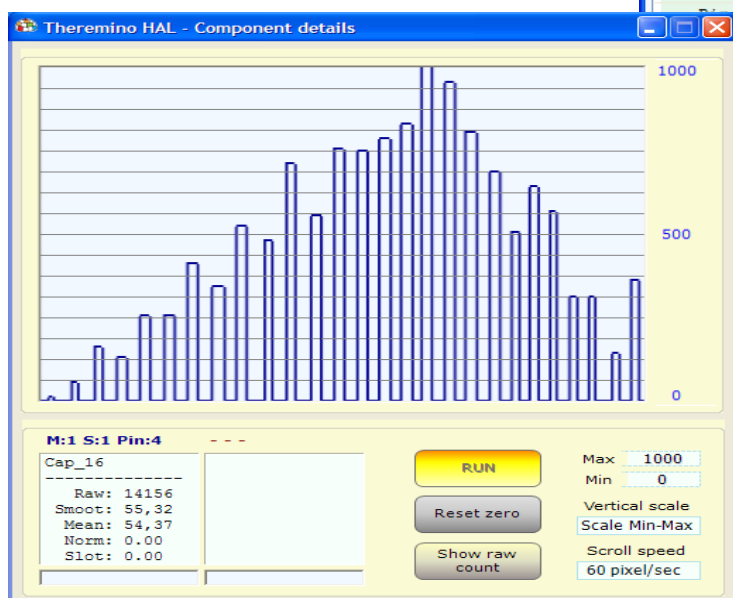 Theremino HAL - Component details
1000
500
0
M:1 S:1 Pin:4
- - -
Cap_16
--------------
Raw: 14156
Smoot: 55,32
Mean: 54,37
Norm: 0.00
Slot: 0.00
RUN
Reset zero
Show raw
count
Max 1000
Min 0
Vertical scale
Scale Min-Max
Scroll speed
60 pixel/sec